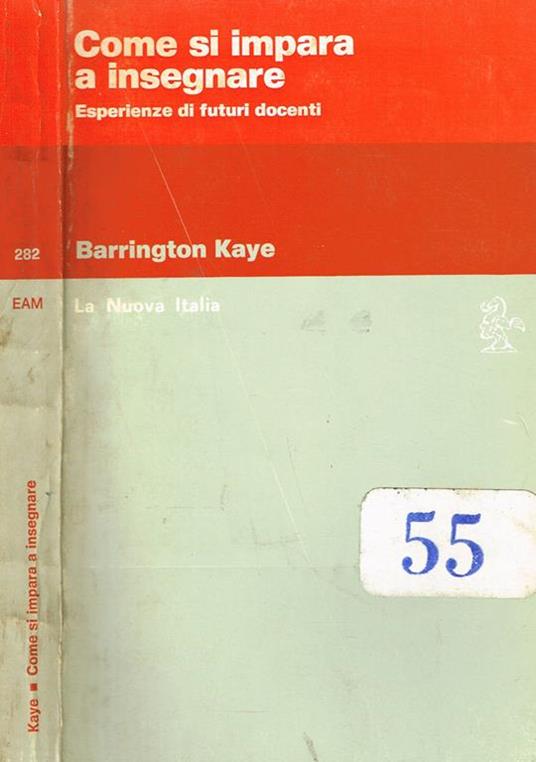 Come si impara
a insegnare
Esperienze di futuri docenti
Barrington Kaye
La Nuova Italia
55
282
EAM
Kaye ■ Come si impara a insegnare